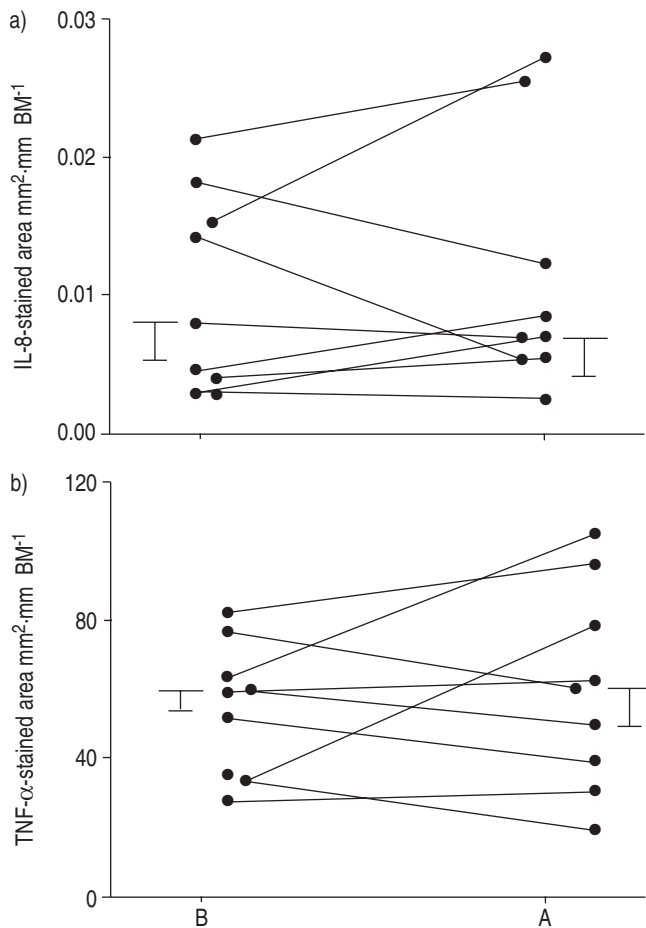 a)
0.03
0.02
0.01
0.00
IL-8-stained area mm²·mm BM⁻¹
b)
120
80
40
0
TNF-α-stained area mm²·mm BM⁻¹
B A